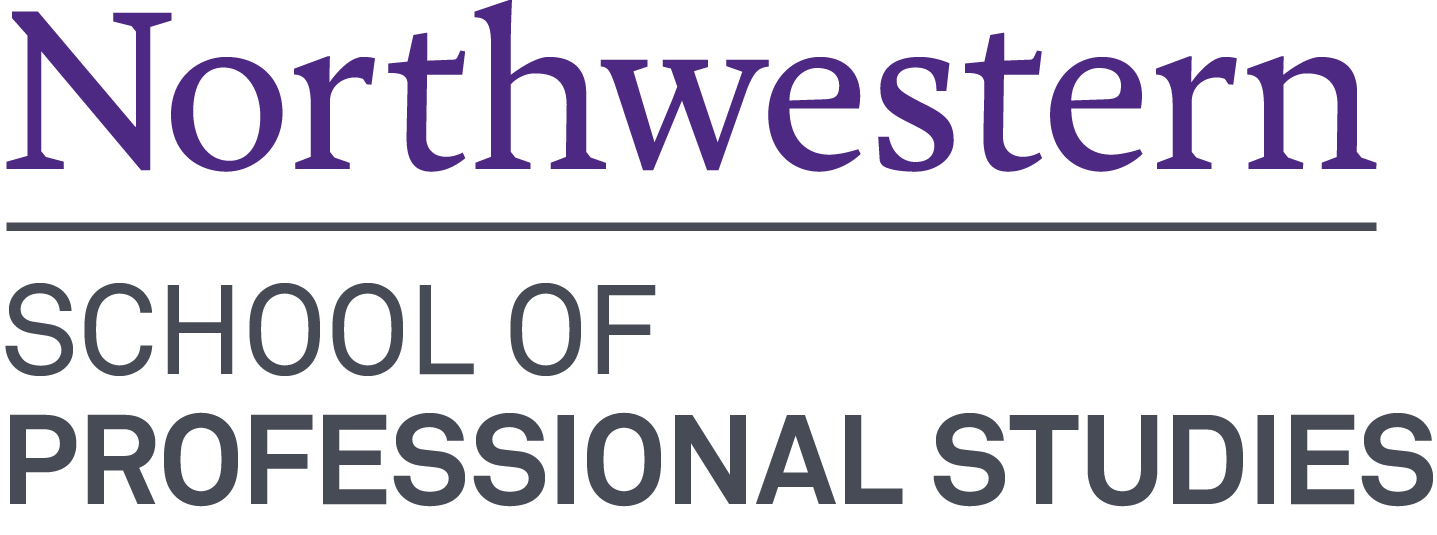 Northwestern
SCHOOL OF
PROFESSIONAL STUDIES